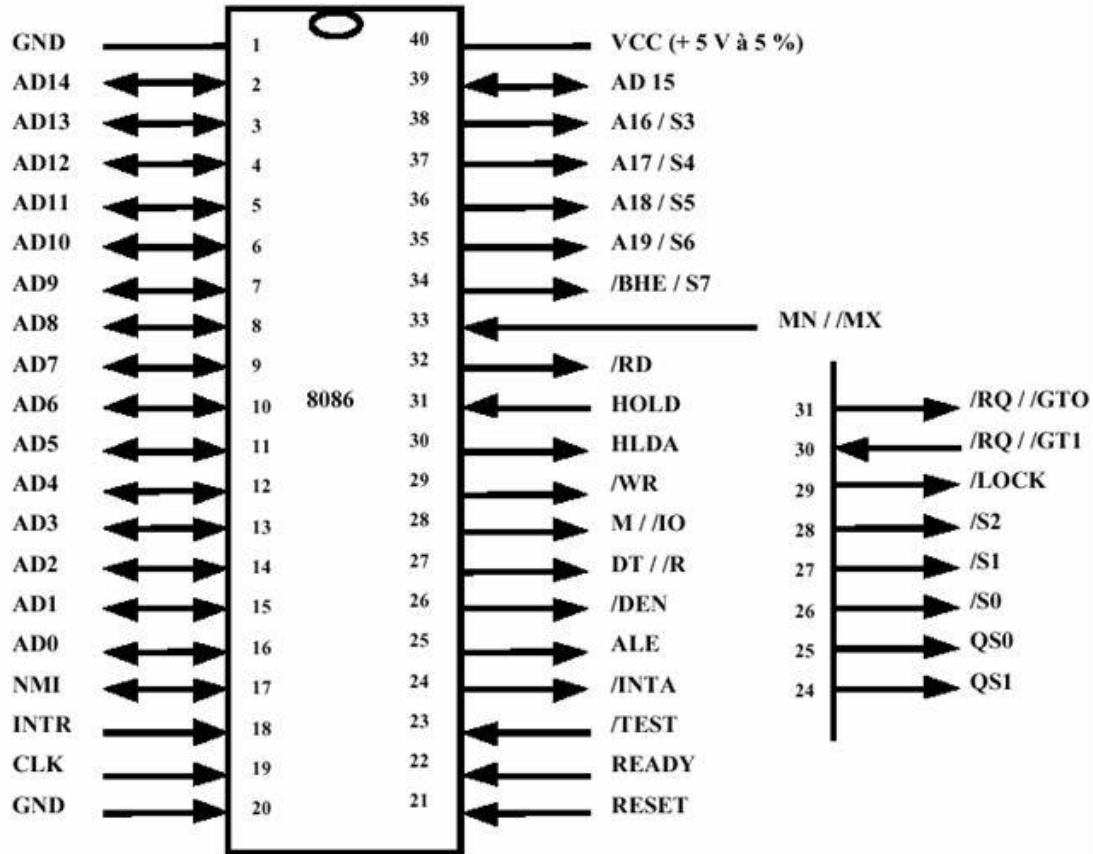 GND 1 40 VCC (+ 5 V à 5 %)
AD14 2 39 AD 15
AD13 3 38 A16 / S3
AD12 4 37 A17 / S4
AD11 5 36 A18 / S5
AD10 6 35 A19 / S6
AD9 7 34 /BHE / S7
AD8 8 33 MN / /MX
AD7 9 32 /RD
AD6 10 8086 31 HOLD 31 /RQ / /GTO
AD5 11 30 HLDA 30 /RQ / /GT1
AD4 12 29 /WR 29 /LOCK
AD3 13 28 M / /IO 28 /S2
AD2 14 27 DT / /R 27 /S1
AD1 15 26 /DEN 26 /S0
AD0 16 25 ALE 25 QS0
NMI 17 24 /INTA 24 QS1
INTR 18 23 /TEST
CLK 19 22 READY
GND 20 21 RESET